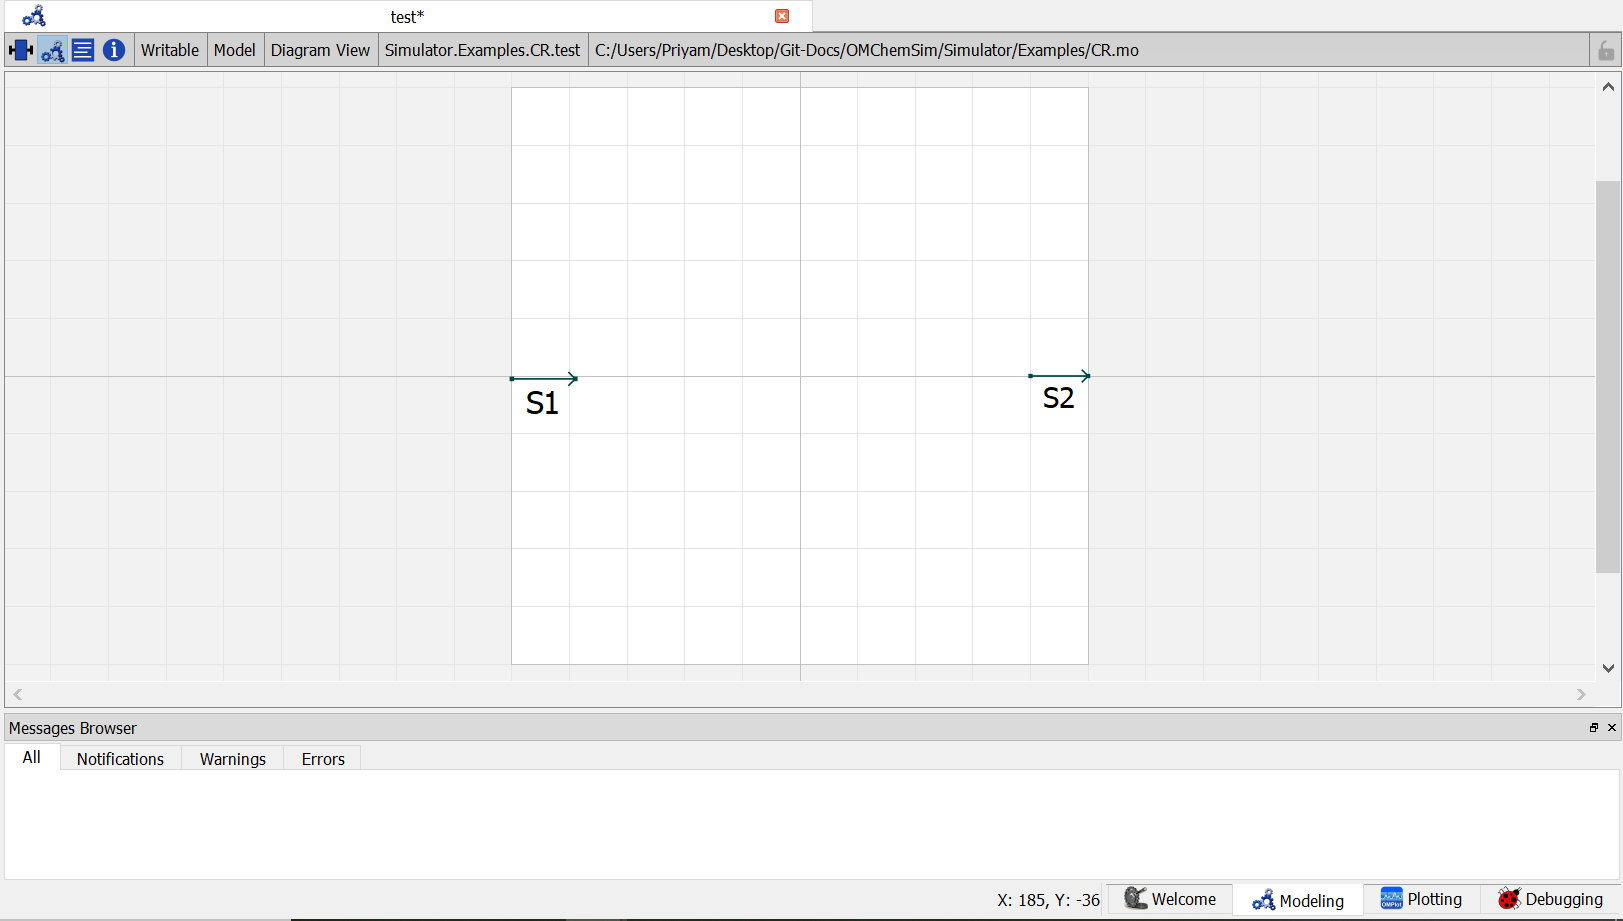 test*
Writable Model Diagram View Simulator.Examples.CR.test C:/Users/Priyam/Desktop/Git-Docs/OMChemSim/Simulator/Examples/CR.mo
S1
S2
Messages Browser
All Notifications Warnings Errors
X: 185, Y: -36 Welcome Modeling OMPlot Plotting Debugging